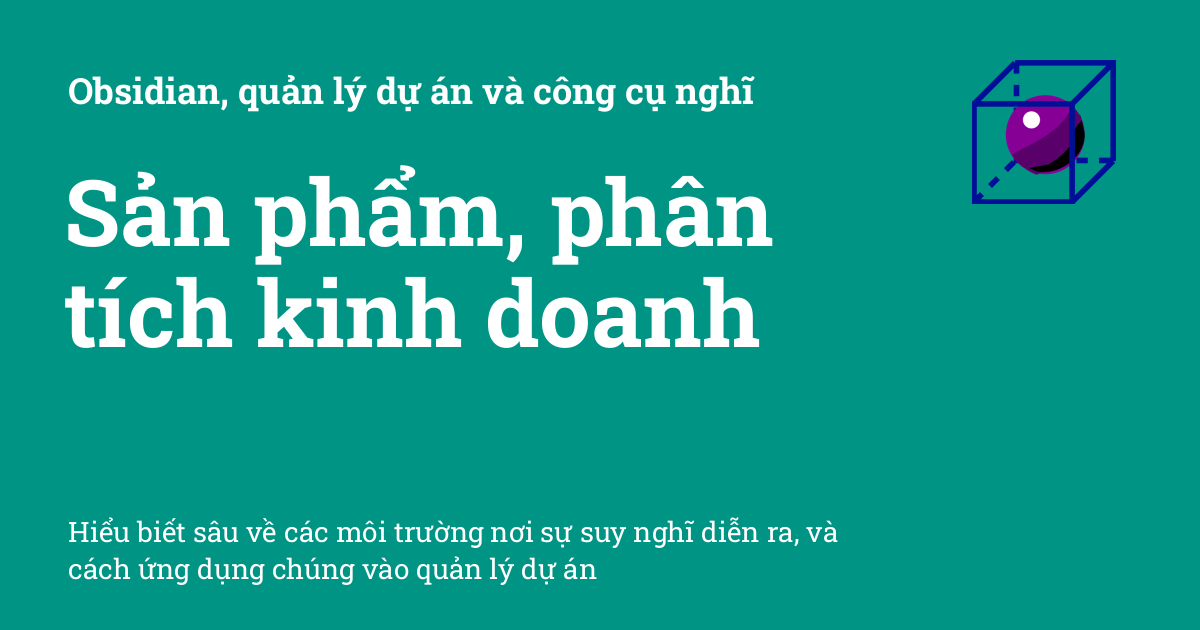 Obsidian, quản lý dự án và công cụ nghĩ
Sản phẩm, phân
tích kinh doanh
Hiểu biết sâu về các môi trường nơi sự suy nghĩ diễn ra, và
cách ứng dụng chúng vào quản lý dự án